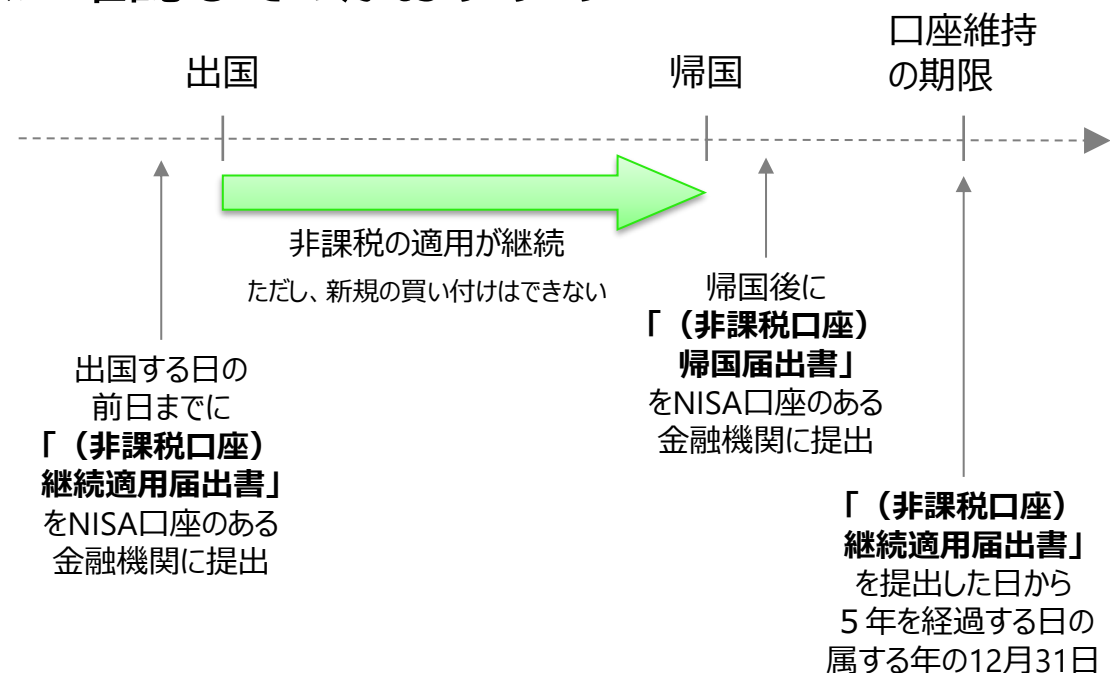 出国
帰国
口座維持
の期限
非課税の適用が継続
ただし、新規の買い付けはできない
出国する日の
前日までに
「(非課税口座)
継続適用届出書」
をNISA口座のある
金融機関に提出
帰国後に
「(非課税口座)
帰国届出書」
をNISA口座のある
金融機関に提出
「(非課税口座)
継続適用届出書」
を提出した日から
5年を経過する日の
属する年の12月31日